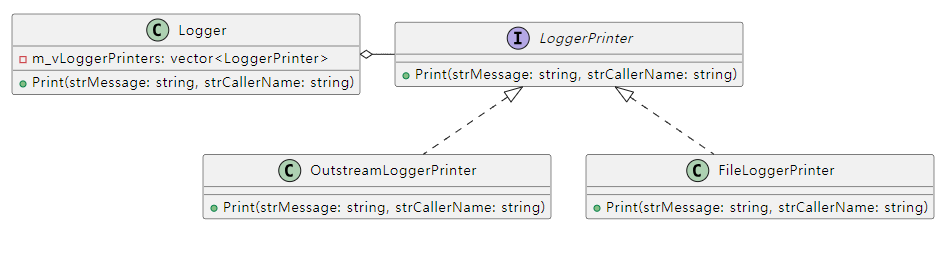 C Logger
m_vLoggerPrinters: vector<LoggerPrinter>
Print(strMessage: string, strCallerName: string)
I LoggerPrinter
Print(strMessage: string, strCallerName: string)
C OutstreamLoggerPrinter
Print(strMessage: string, strCallerName: string)
C FileLoggerPrinter
Print(strMessage: string, strCallerName: string)